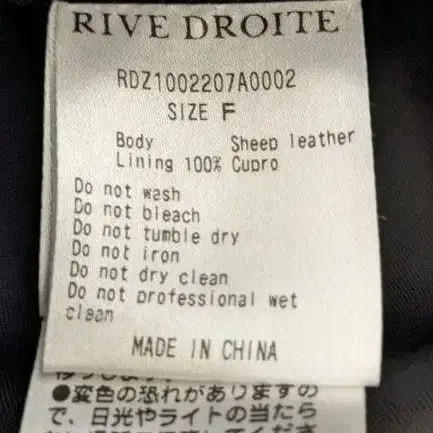 RIVE DROITE
RDZ1002207A0002
SIZE F
Body Sheep leather
Lining 100% Cupro
Do not wash
Do not bleach
Do not tumble dry
Do not iron
Do not dry clean
Do not professional wet
clean
MADE IN CHINA
●変色の恐れがありますの
で、日光やライトの当たら